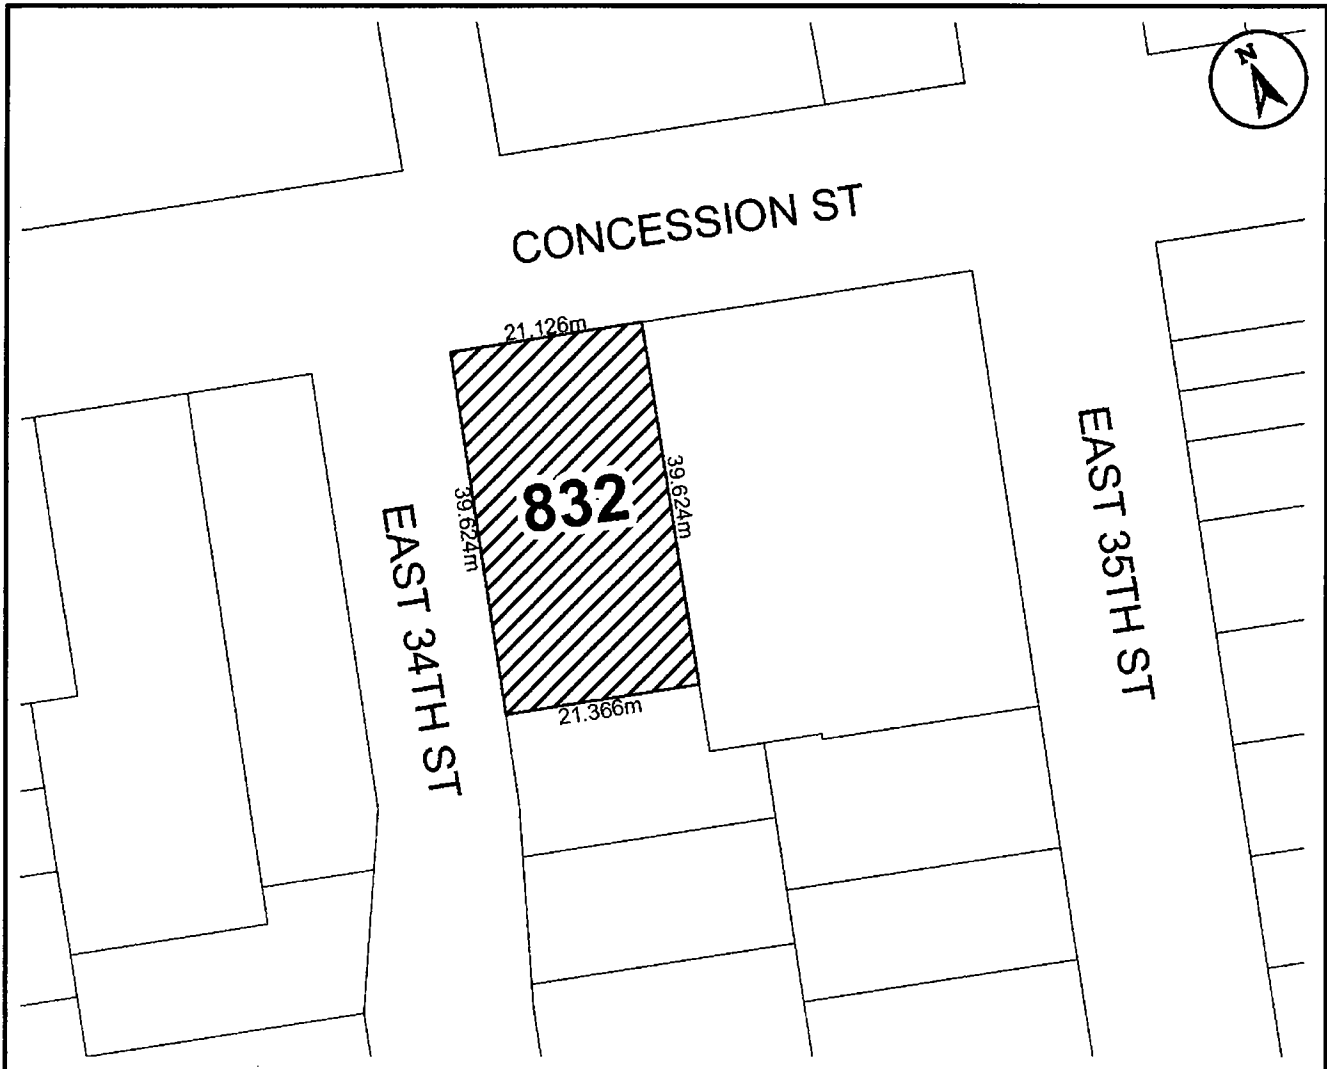 N
CONCESSION ST
21.126m
832
39.624m
39.624m
21.366m
EAST 34TH ST
EAST 35TH ST